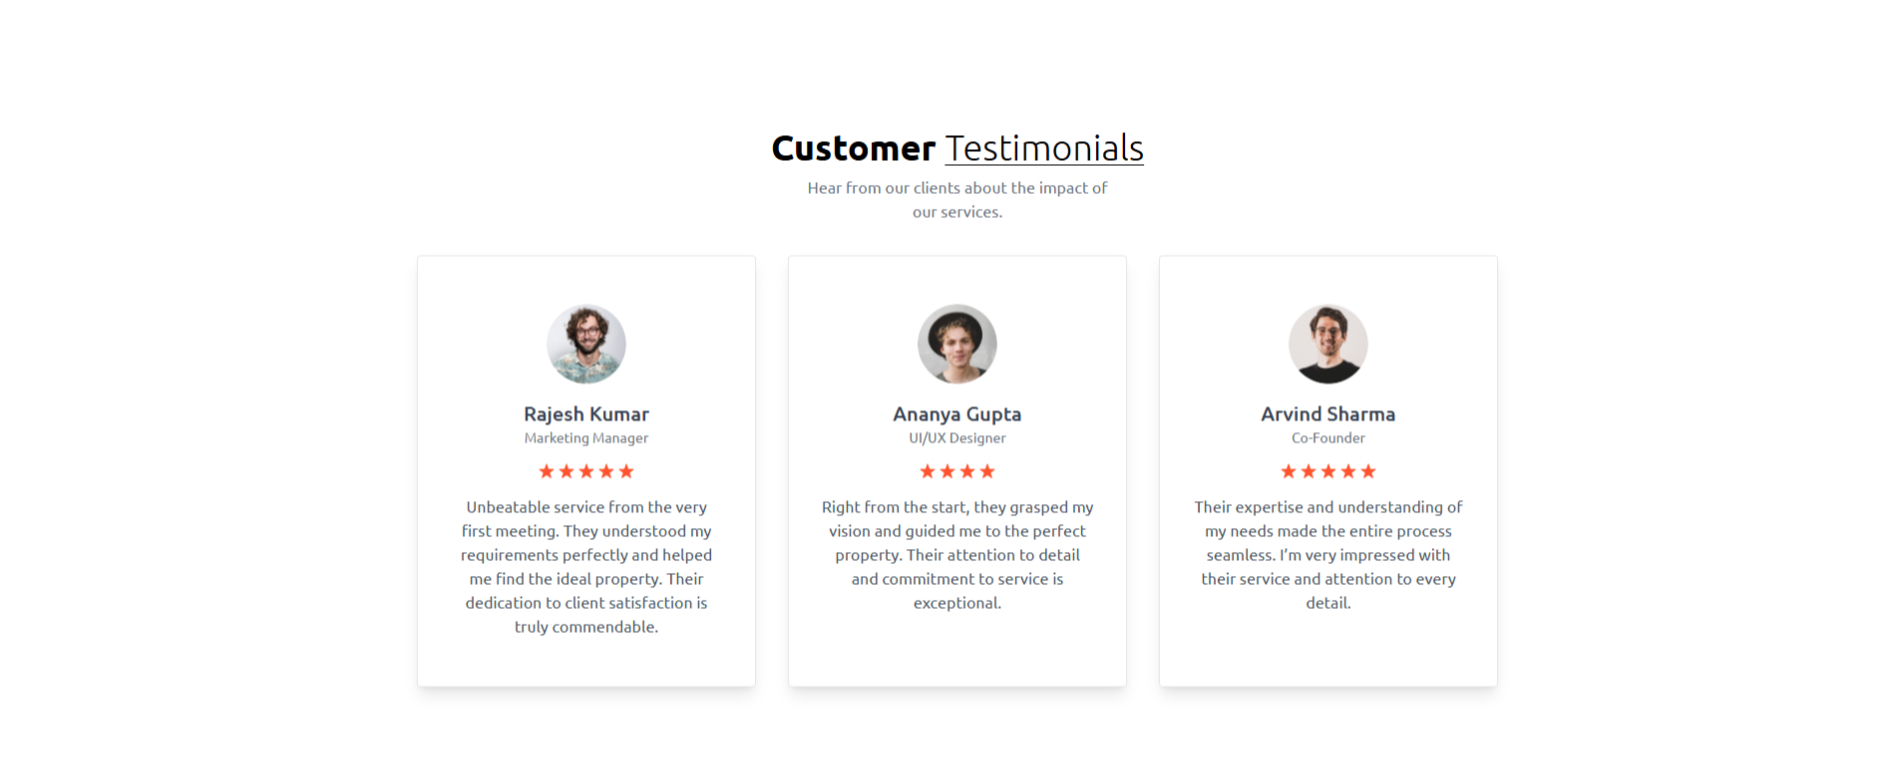 Customer Testimonials
Hear from our clients about the impact of
our services.
Rajesh Kumar
Marketing Manager
Unbeatable service from the very
first meeting. They understood my
requirements perfectly and helped
me find the ideal property. Their
dedication to client satisfaction is
truly commendable.
Ananya Gupta
UI/UX Designer
Right from the start, they grasped my
vision and guided me to the perfect
property. Their attention to detail
and commitment to service is
exceptional.
Arvind Sharma
Co-Founder
Their expertise and understanding of
my needs made the entire process
seamless. I’m very impressed with
their service and attention to every
detail.